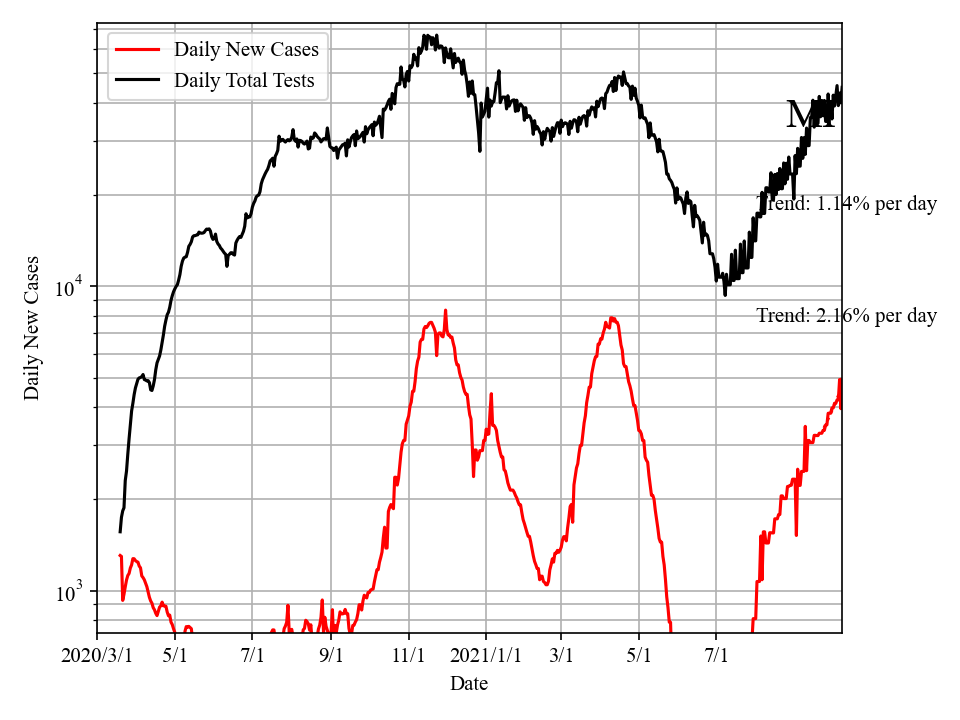 Daily New Cases
Daily Total Tests
MI
Trend: 1.14% per day
Trend: 2.16% per day
Daily New Cases
10^4
10^3
2020/3/1 5/1 7/1 9/1 11/1 2021/1/1 3/1 5/1 7/1
Date